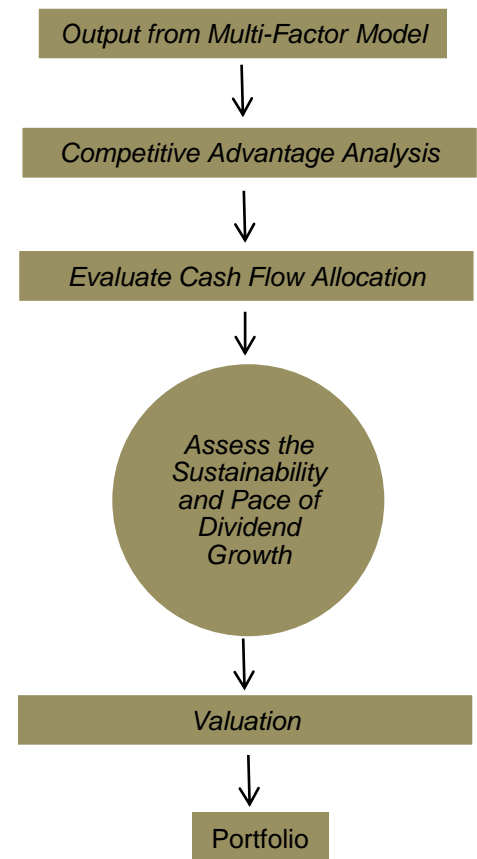 Output from Multi-Factor Model
Competitive Advantage Analysis
Evaluate Cash Flow Allocation
Assess the
Sustainability
and Pace of
Dividend
Growth
Valuation
Portfolio